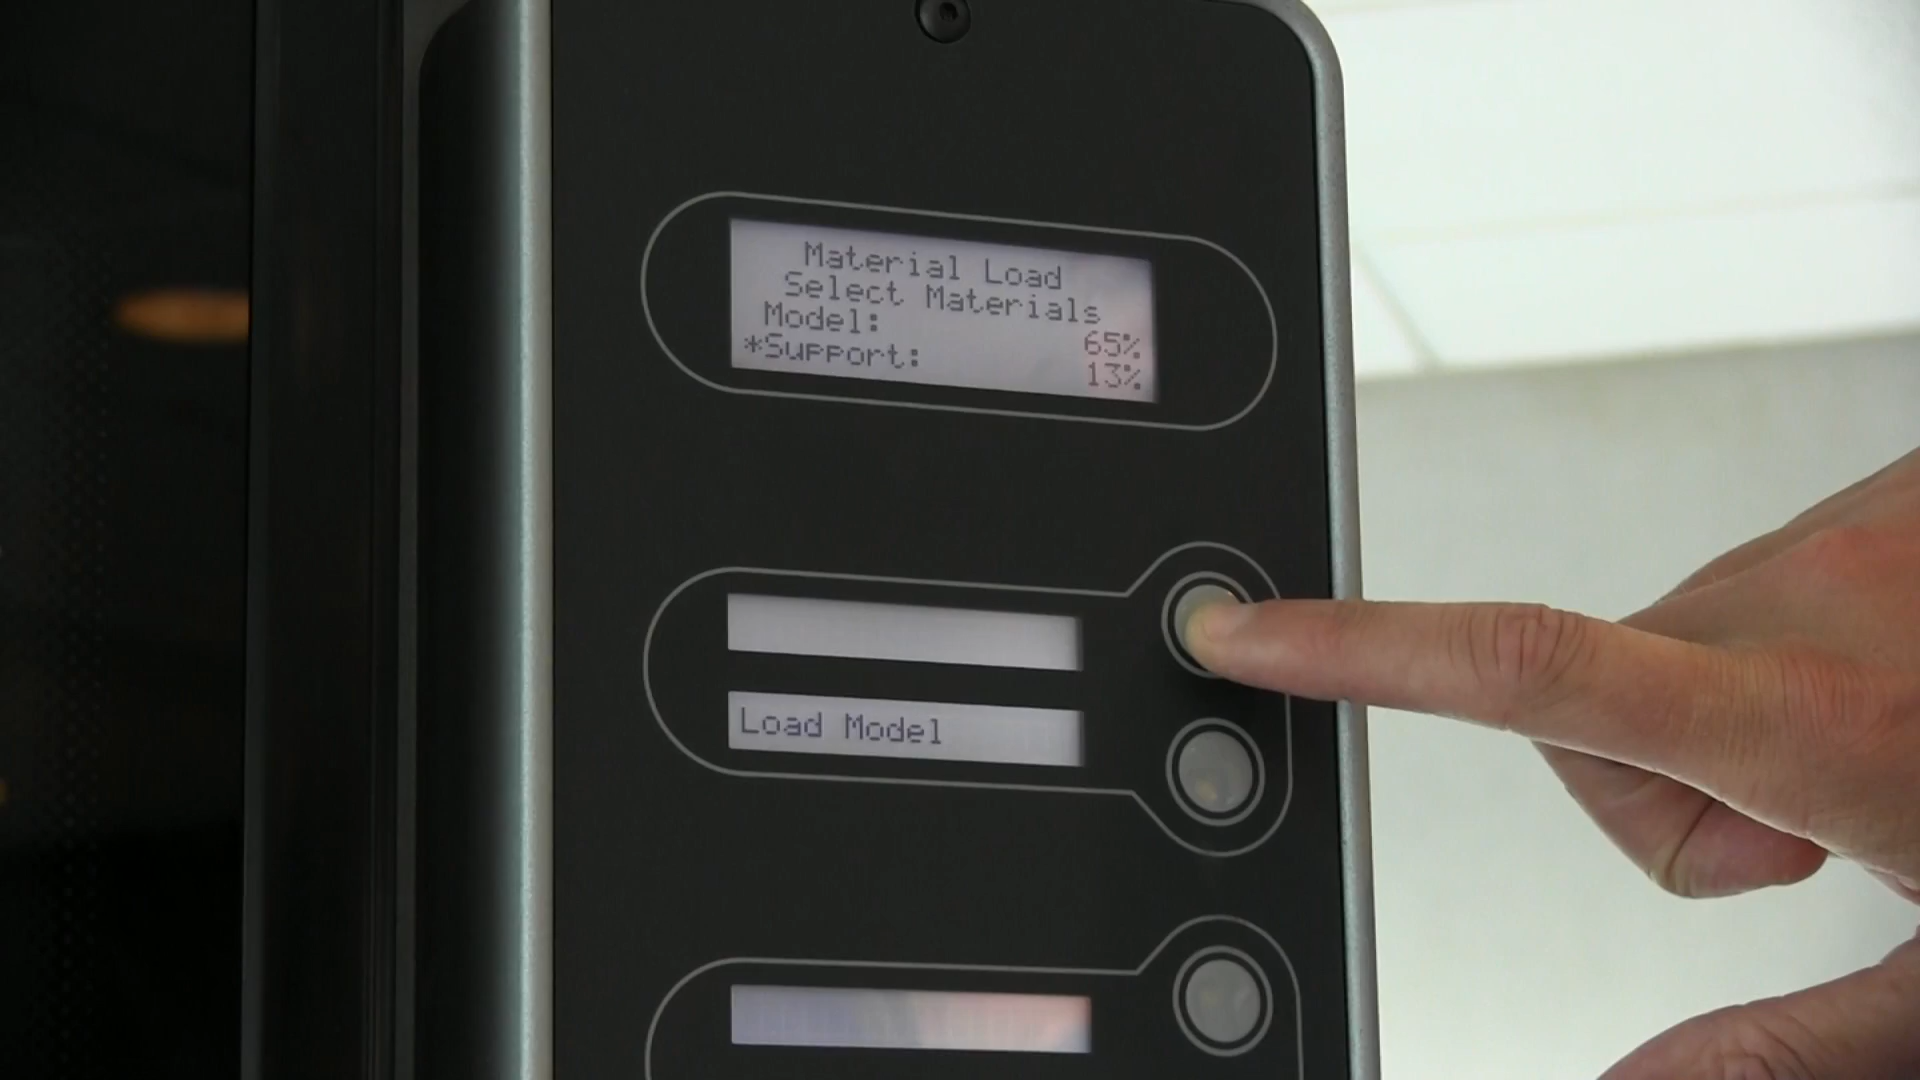 Material Load
Select Materials
Model: 65%
*Support: 13%
Load Model